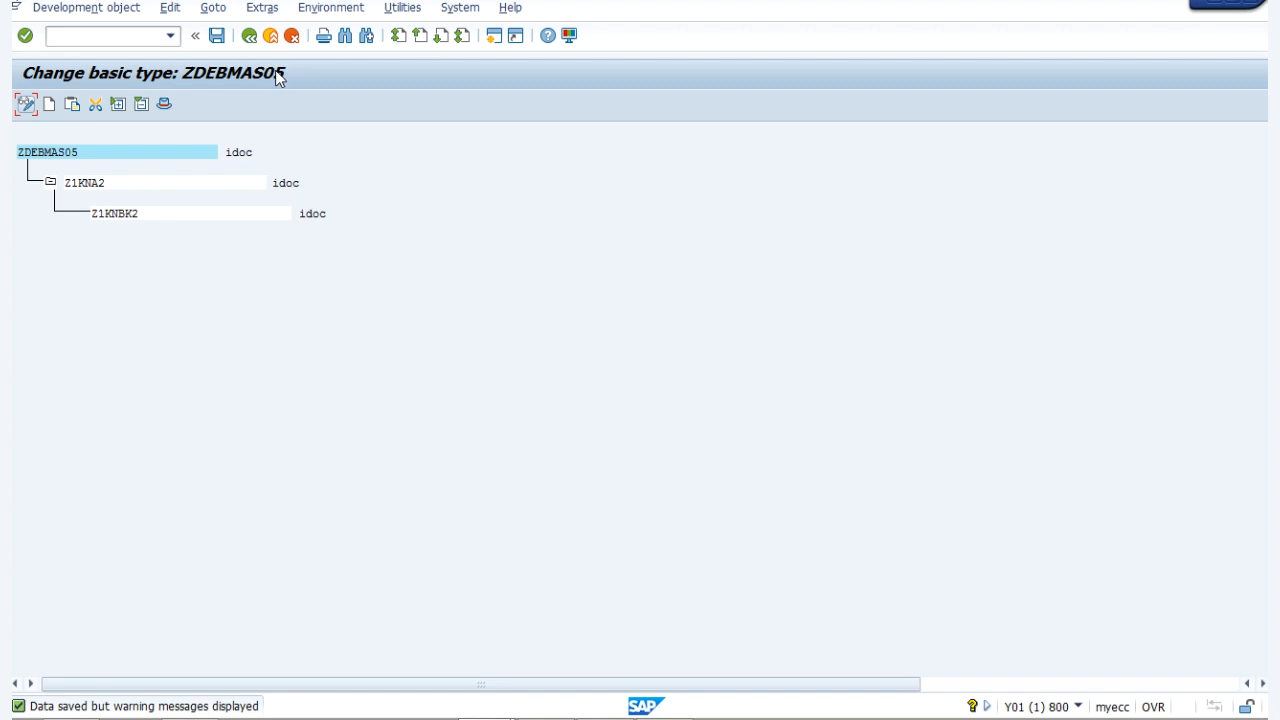 Development object Edit Goto Extras Environment Utilities System Help
Change basic type: ZDEBMAS05
ZDEBMAS05 idoc
Z1KNA2 idoc
Z1KNBK2 idoc
Data saved but warning messages displayed
SAP
Y01 (1) 800
myecc
OVR